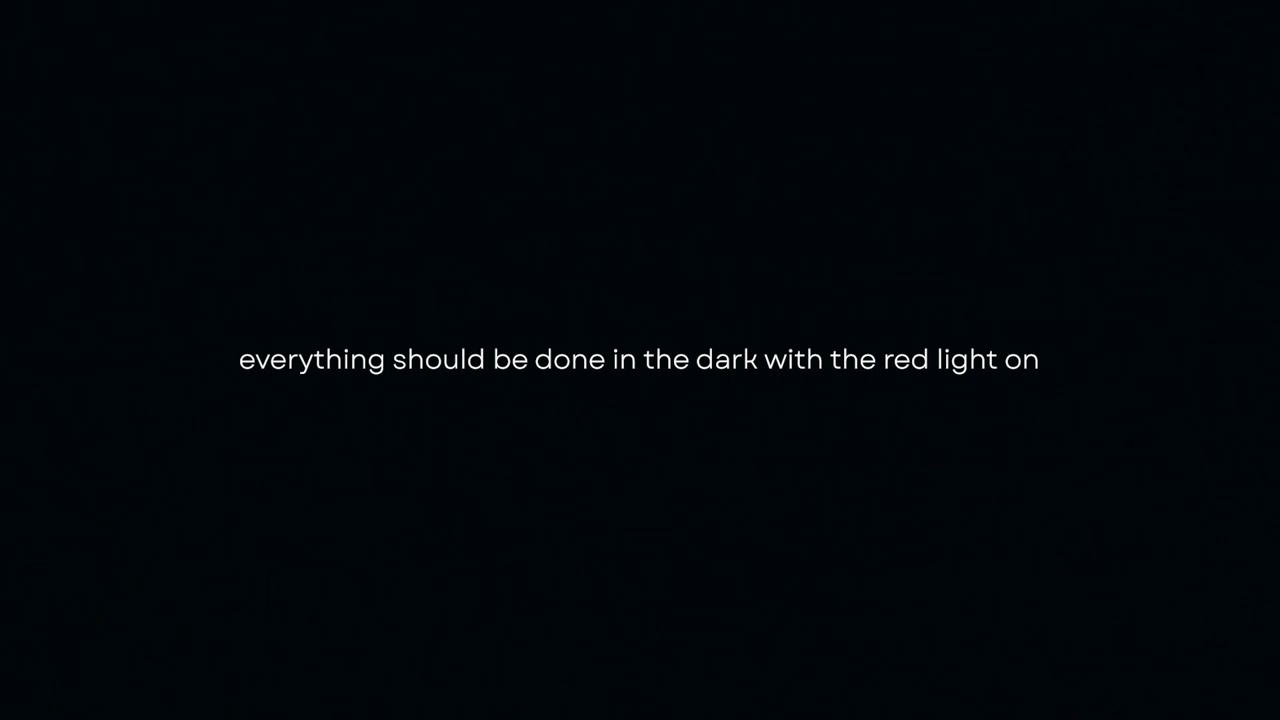 everything should be done in the dark with the red light on